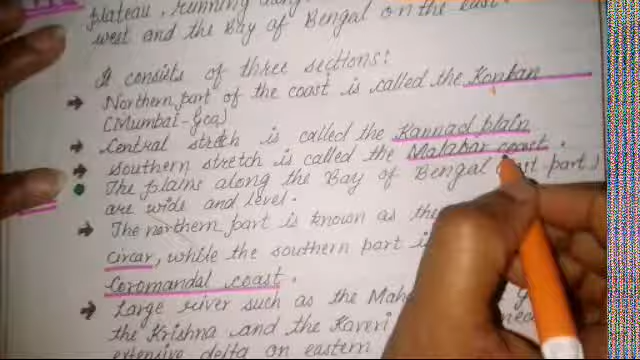 plateau, running along
west and the Bay of Bengal on the east.
It consists of three sections:
→ Northern part of the coast is called the Konkan
(Mumbai-Goa)
→ Central stretch is called the Kannad plain
→ Southern stretch is called the Malabar coast.
The plains along the Bay of Bengal (East part)
are wide and level.
→ The northern part is known as the
Circar, while the southern part
Coromandal coast.
→ Large river such as the
the Krishna and the Kaveri
extensive delta on eastern